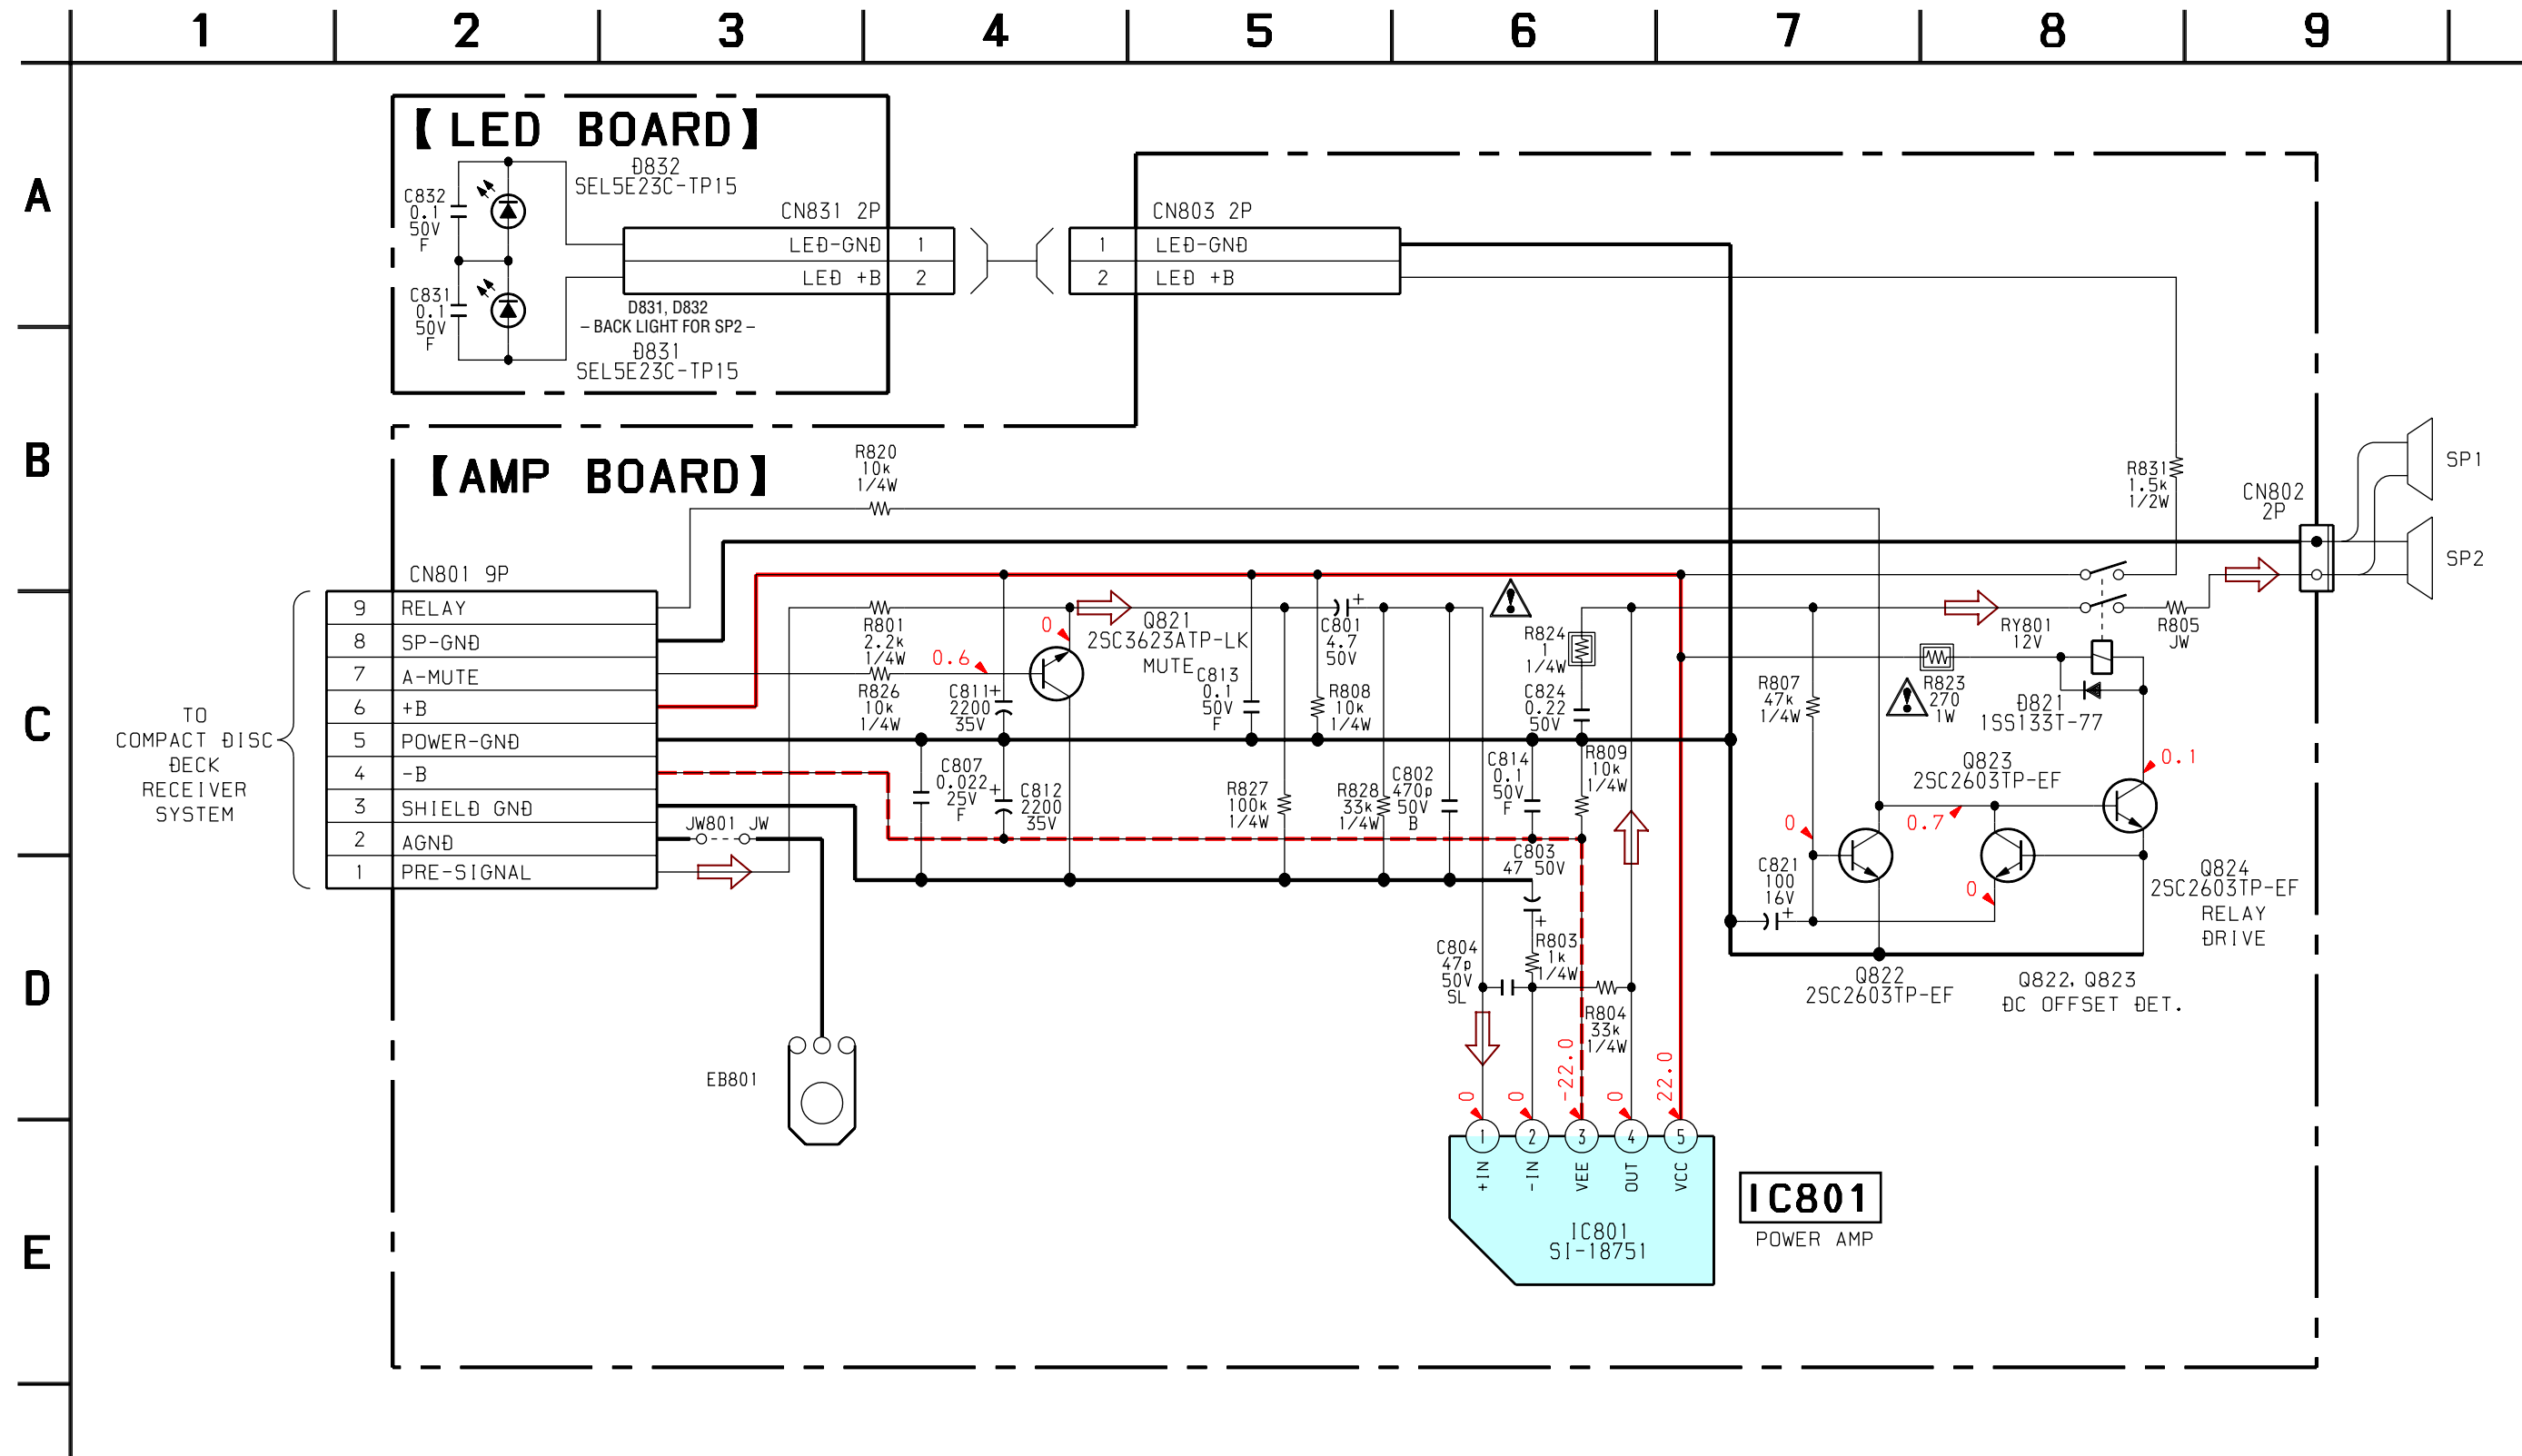 1 2 3 4 5 6 7 8 9
A
B
C
D
E
【LED BOARD】
D832
SEL5E23C-TP15
C832
0.1
50V
F
C831
0.1
50V
F
CN831 2P
LED-GND 1
LED +B 2
D831, D832
– BACK LIGHT FOR SP2 –
D831
SEL5E23C-TP15
CN803 2P
1 LED-GND
2 LED +B
【AMP BOARD】
R820
10k
1/4W
R831
1.5k
1/2W
CN802
2P
SP1
SP2
CN801 9P
9 RELAY
8 SP-GND
7 A-MUTE
6 +B
5 POWER-GND
4 -B
3 SHIELD GND
2 AGND
1 PRE-SIGNAL
TO
COMPACT DISC
DECK
RECEIVER
SYSTEM
R801
2.2k
1/4W
0
0.6
Q821
2SC3623ATP-LK
MUTE
R826
10k
1/4W
C811
+
2200
35V
C813
0.1
50V
F
C801
+
4.7
50V
R808
10k
1/4W
R824
1
1/4W
C824
0.22
50V
R807
47k
1/4W
R823
270
1W
RY801
12V
R805
JW
D821
1SS133T-77
C807
0.022
25V
F
+
C812
2200
35V
R827
100k
1/4W
R828
33k
1/4W
C802
470p
50V
B
C814
0.1
50V
F
R809
10k
1/4W
Q823
2SC2603TP-EF
0.1
0
0.7
0
JW801 JW
C803
47 50V
+
C821
100
16V
+
Q824
2SC2603TP-EF
RELAY
DRIVE
C804
47p
50V
SL
R803
1k
1/4W
R804
33k
1/4W
Q822
2SC2603TP-EF
Q822, Q823
DC OFFSET DET.
EB801
0
0
-22.0
0
22.0
1 2 3 4 5
+IN
-IN
VEE
OUT
VCC
IC801
SI-18751
IC801
POWER AMP